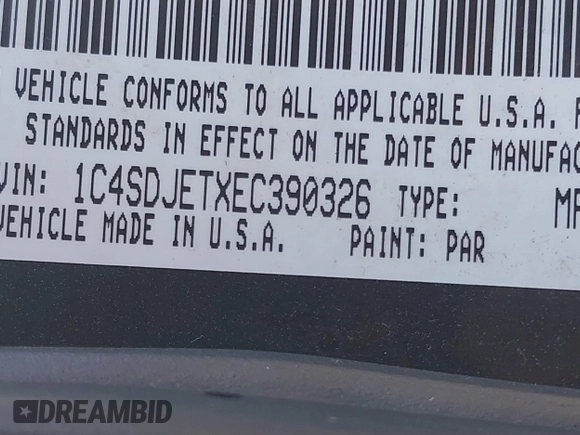 VEHICLE CONFORMS TO ALL APPLICABLE U.S.A.
STANDARDS IN EFFECT ON THE DATE OF MANUFAC
VIN: 1C4SDJETXEC390326 TYPE:
VEHICLE MADE IN U.S.A. PAINT: PAR
DREAMBID